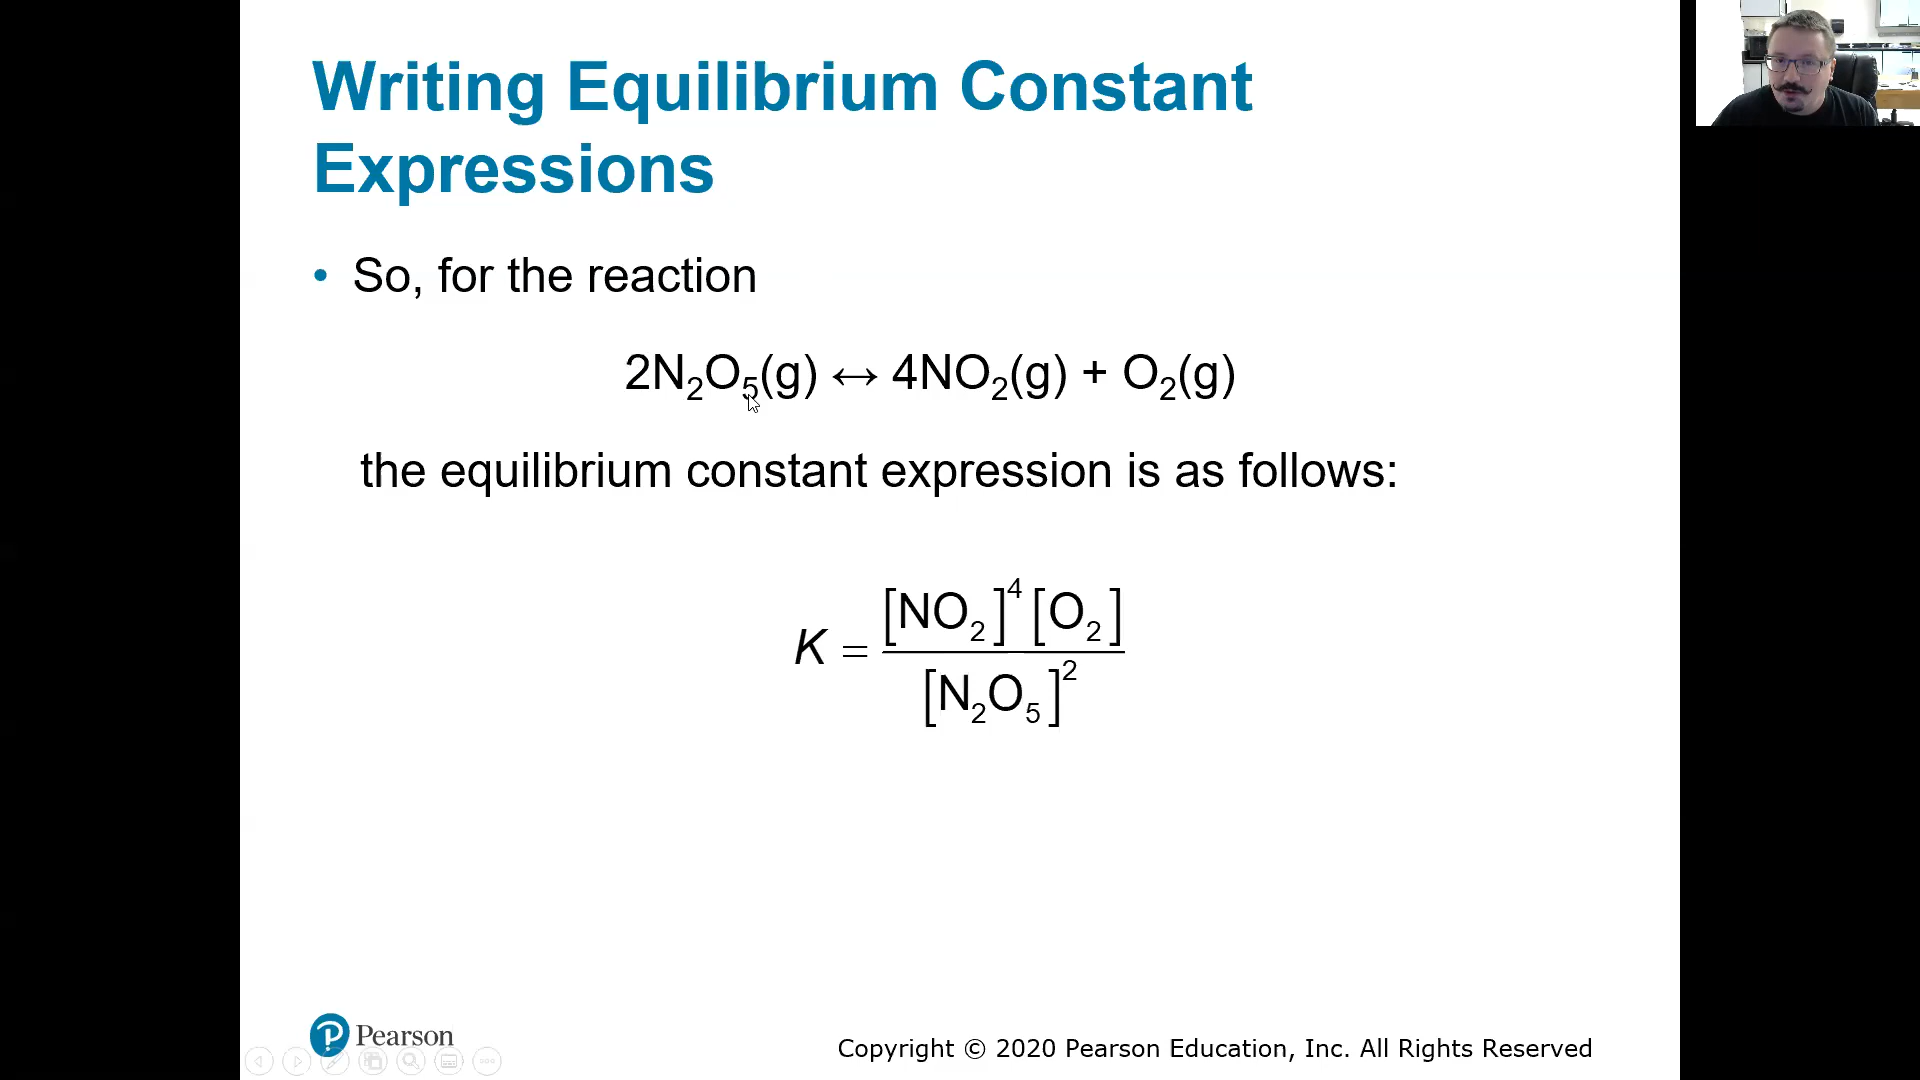 Writing Equilibrium Constant
Expressions
• So, for the reaction
2N₂O₅(g) ↔ 4NO₂(g) + O₂(g)
the equilibrium constant expression is as follows:
K = [NO₂]⁴ [O₂] / [N₂O₅]²
Pearson
Copyright © 2020 Pearson Education, Inc. All Rights Reserved